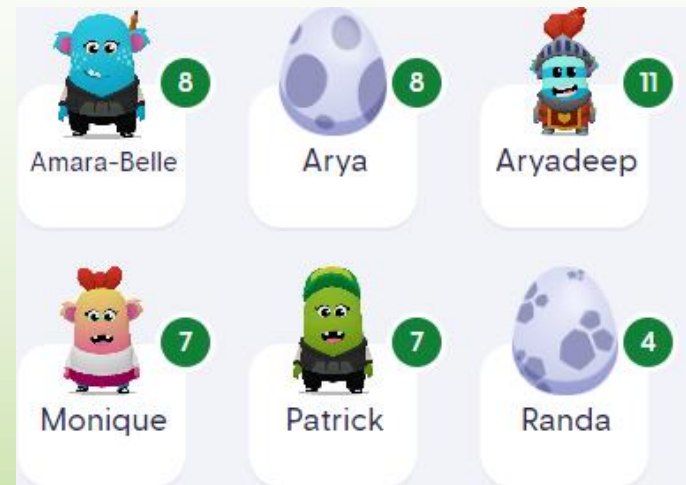 8
8
11
Amara-Belle
Arya
Aryadeep
7
7
4
Monique
Patrick
Randa